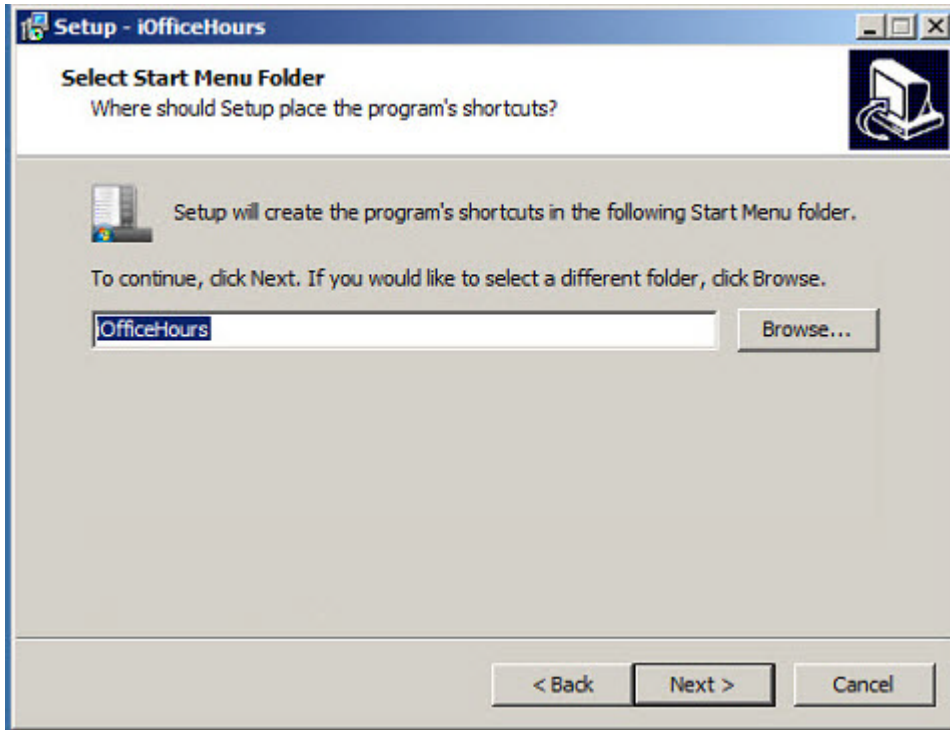 Setup - iOfficeHours
Select Start Menu Folder
Where should Setup place the program's shortcuts?
Setup will create the program's shortcuts in the following Start Menu folder.
To continue, click Next. If you would like to select a different folder, click Browse.
iOfficeHours
Browse...
< Back
Next >
Cancel